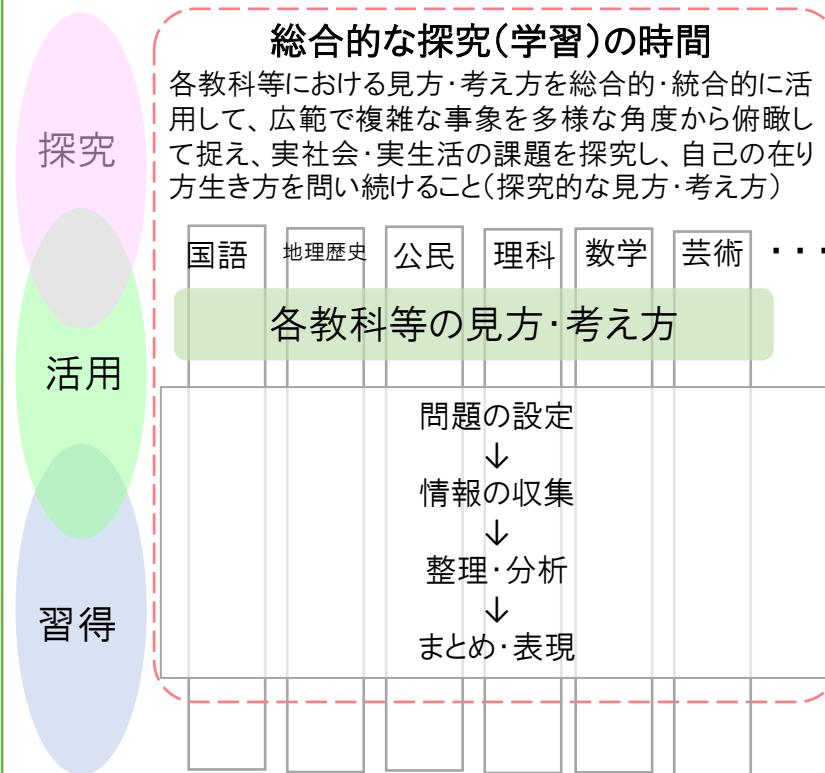 総合的な探究(学習)の時間
各教科等における見方・考え方を総合的・統合的に活
用して、広範で複雑な事象を多様な角度から俯瞰し
て捉え、実社会・実生活の課題を探究し、自己の在り
方生き方を問い続けること(探究的な見方・考え方)
探究
国語 地理歴史 公民 理科 数学 芸術 ・・・
各教科等の見方・考え方
活用
問題の設定
↓
情報の収集
↓
整理・分析
↓
まとめ・表現
習得